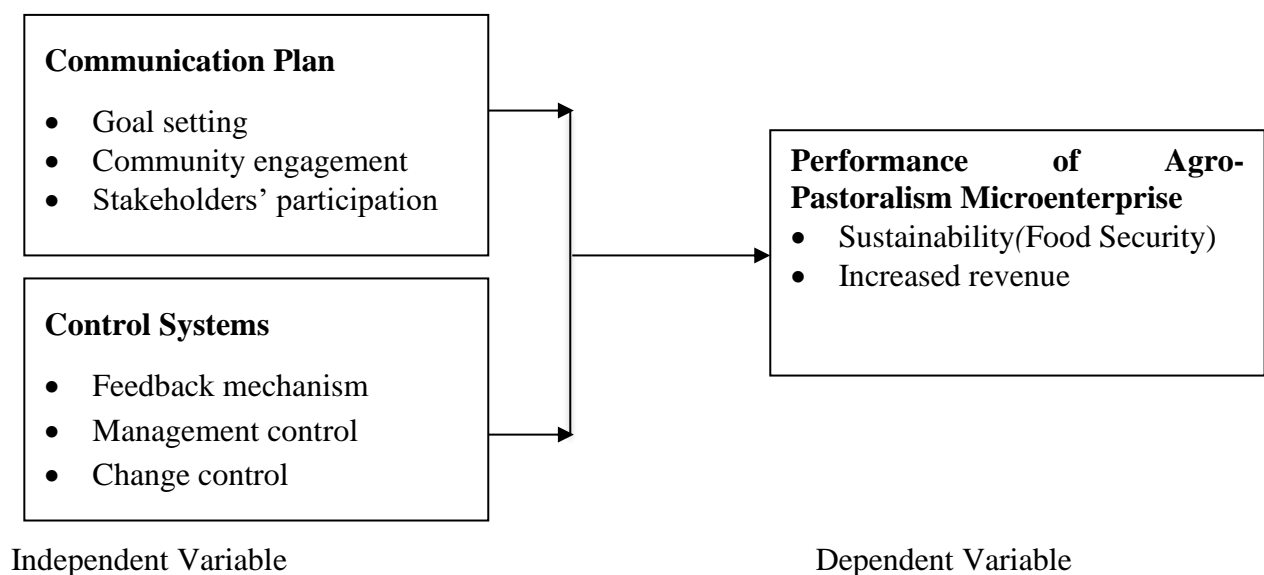 Communication Plan
• Goal setting
• Community engagement
• Stakeholders’ participation
Control Systems
• Feedback mechanism
• Management control
• Change control
Performance of Agro-
Pastoralism Microenterprise
• Sustainability(Food Security)
• Increased revenue
Independent Variable
Dependent Variable